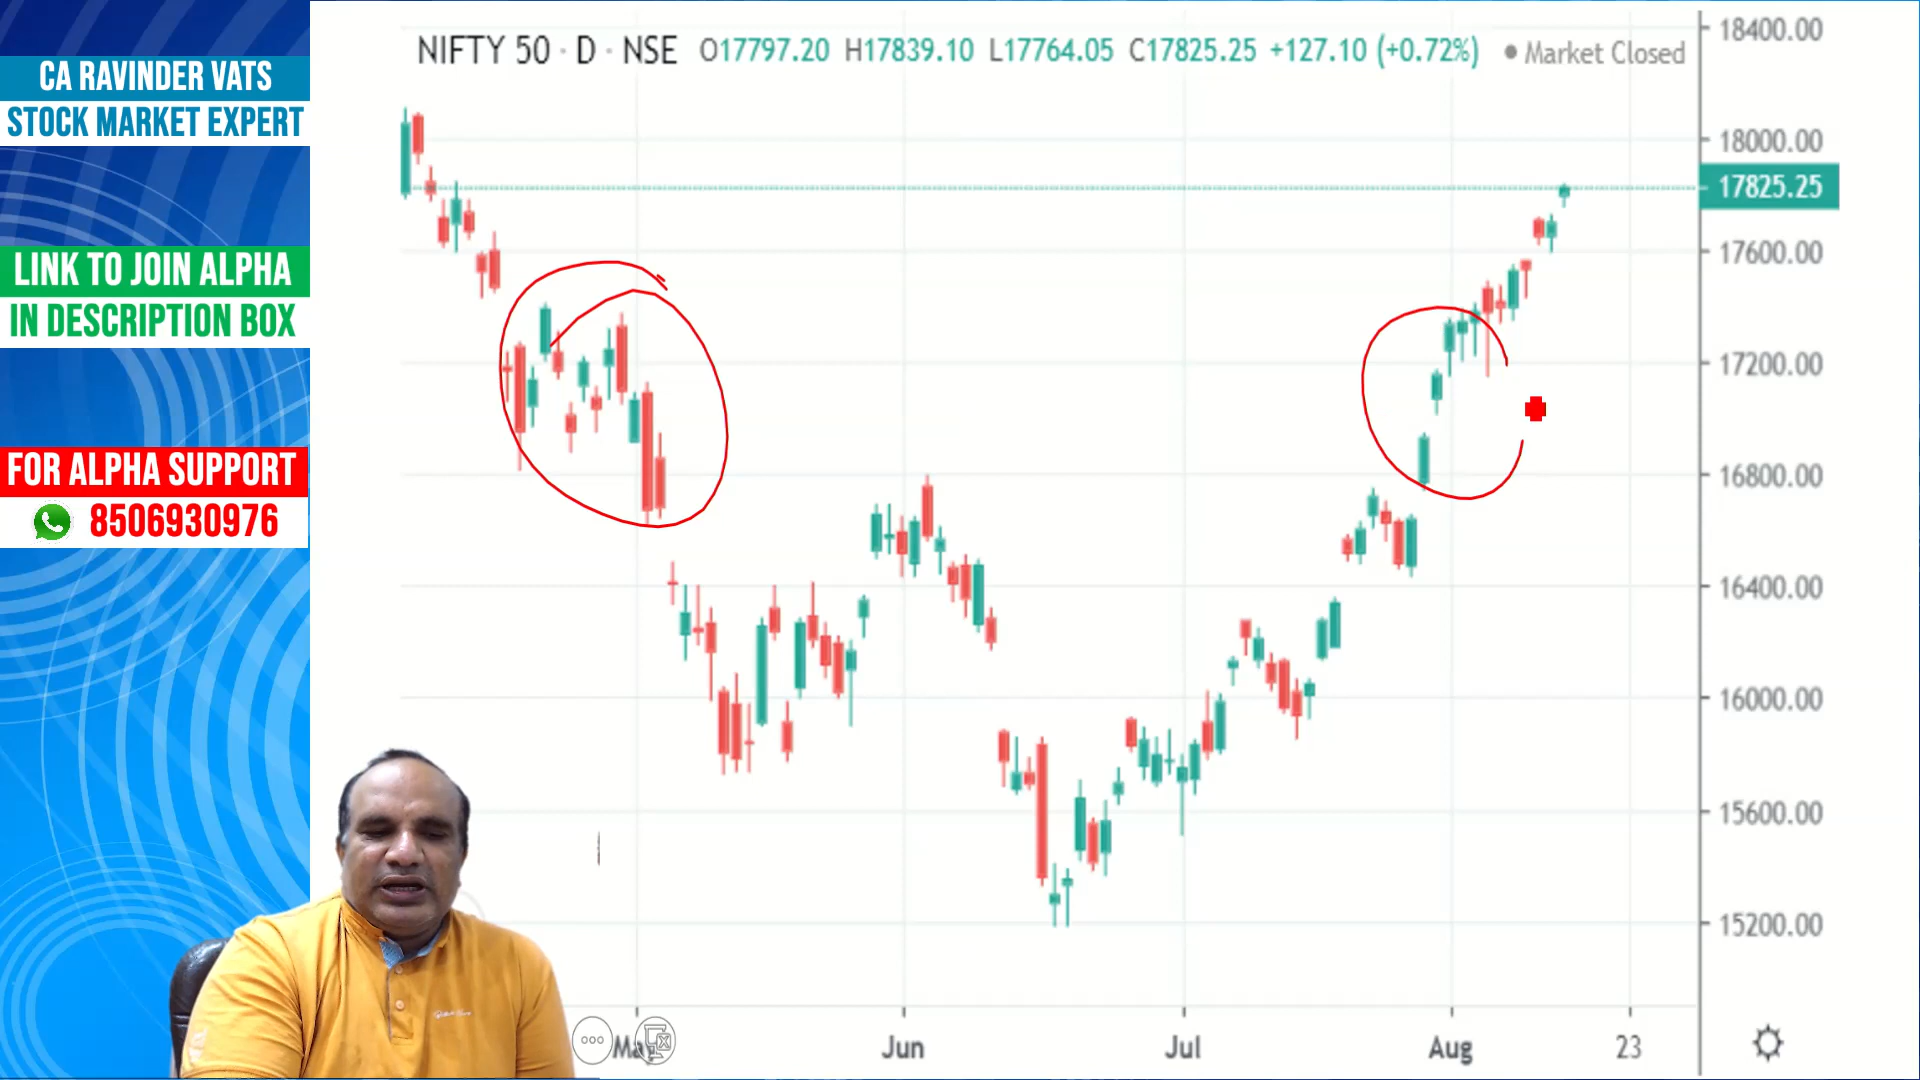 CA RAVINDER VATS
STOCK MARKET EXPERT
LINK TO JOIN ALPHA
IN DESCRIPTION BOX
FOR ALPHA SUPPORT
8506930976
NIFTY 50 · D · NSE O17797.20 H17839.10 L17764.05 C17825.25 +127.10 (+0.72%) Market Closed
18400.00
18000.00
17825.25
17600.00
17200.00
16800.00
16400.00
16000.00
15600.00
15200.00
May Jun Jul Aug 23